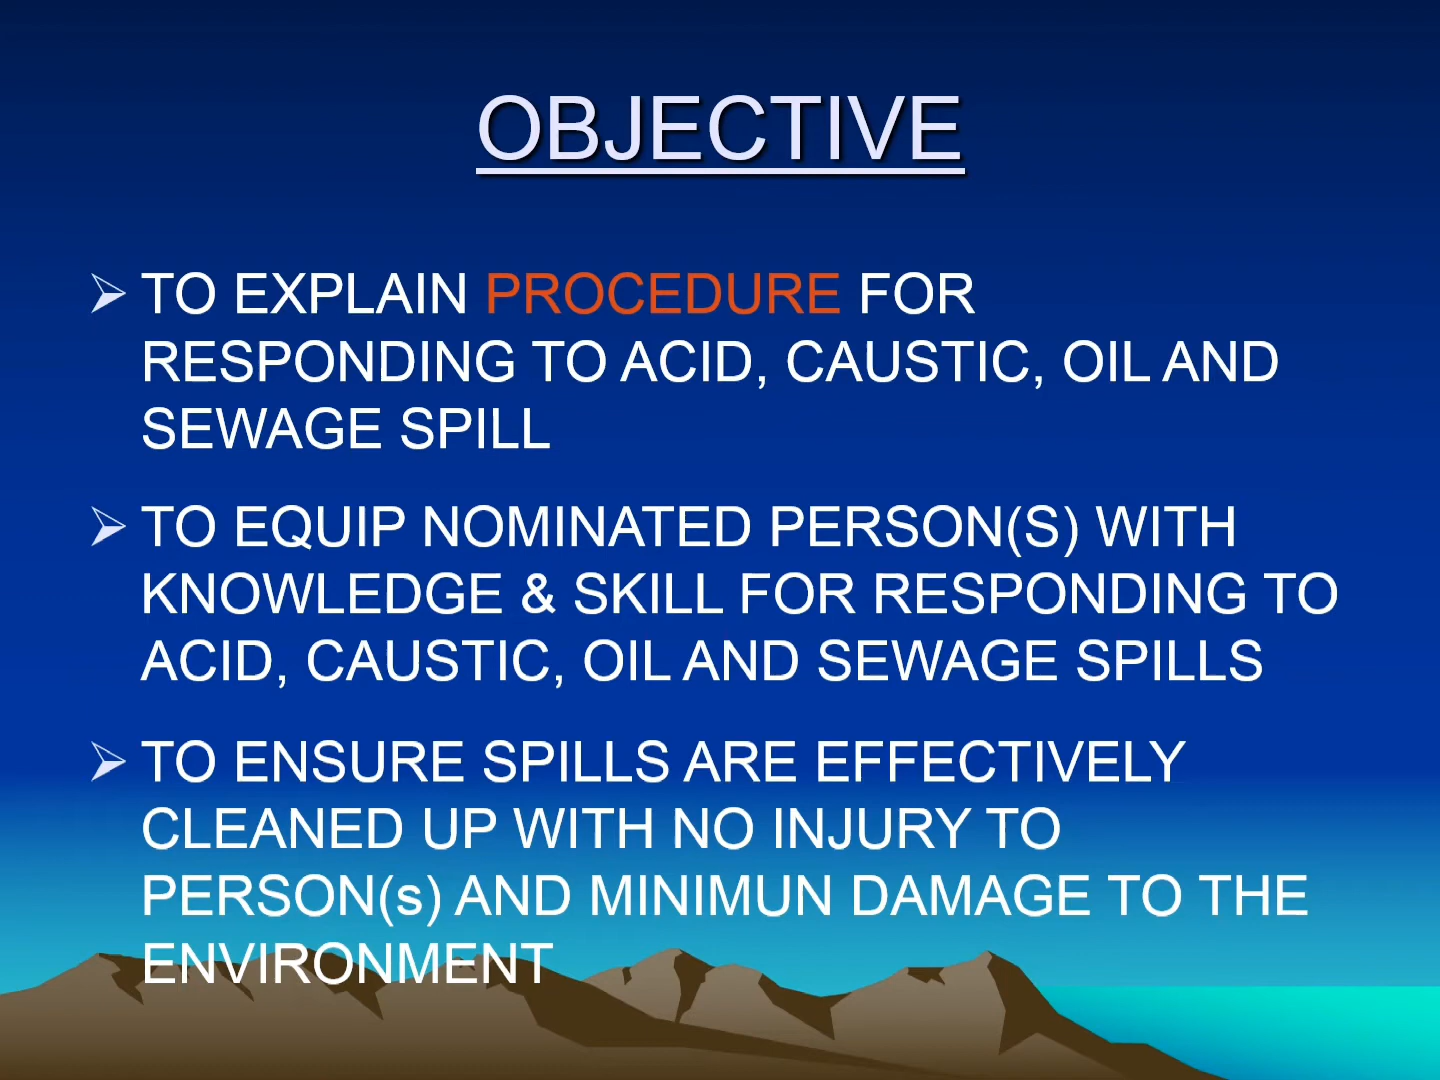 OBJECTIVE
TO EXPLAIN PROCEDURE FOR
RESPONDING TO ACID, CAUSTIC, OIL AND
SEWAGE SPILL
TO EQUIP NOMINATED PERSON(S) WITH
KNOWLEDGE & SKILL FOR RESPONDING TO
ACID, CAUSTIC, OIL AND SEWAGE SPILLS
TO ENSURE SPILLS ARE EFFECTIVELY
CLEANED UP WITH NO INJURY TO
PERSON(s) AND MINIMUN DAMAGE TO THE
ENVIRONMENT